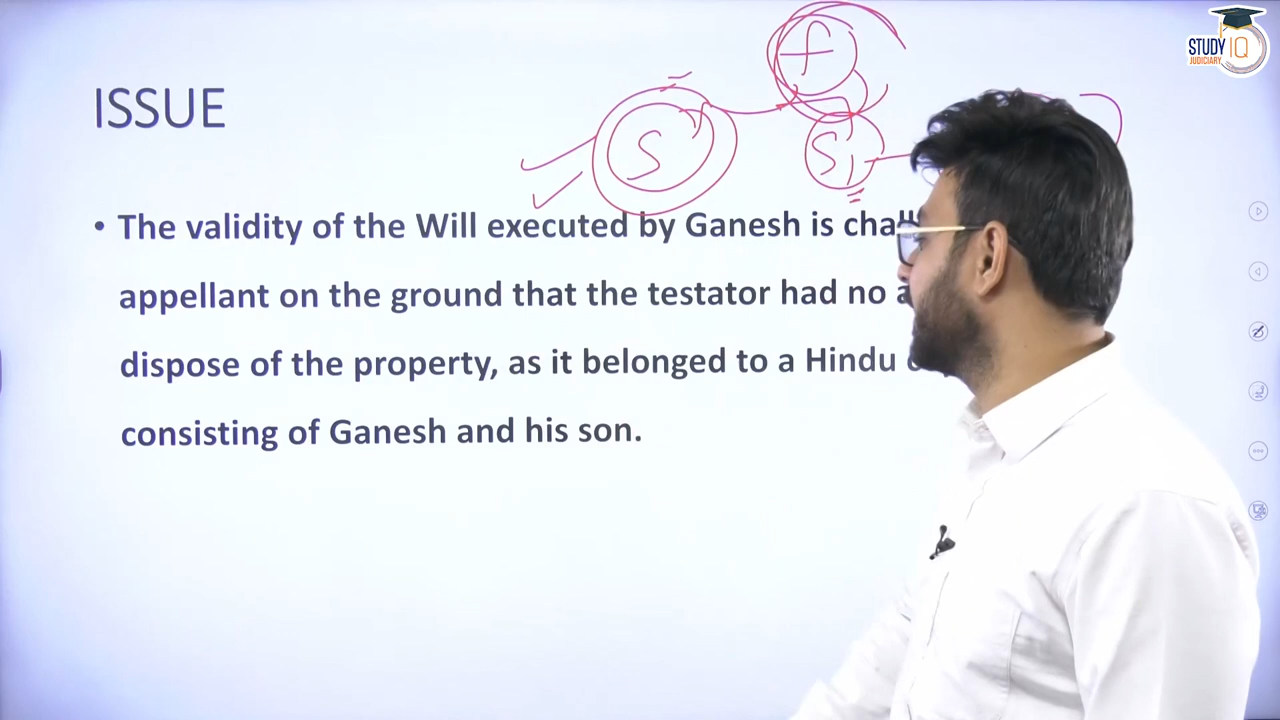 STUDY IQ
JUDICIARY
f
ISSUE
S
S1
• The validity of the Will executed by Ganesh is
appellant on the ground that the testator had no
dispose of the property, as it belonged to a Hindu
consisting of Ganesh and his son.